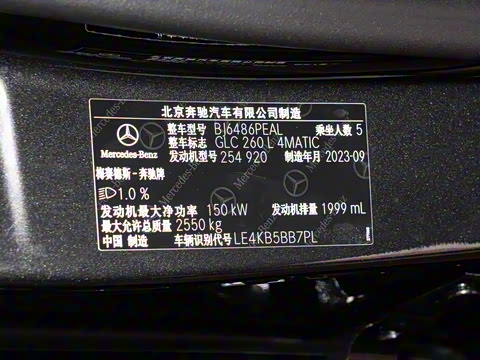 北京奔驰汽车有限公司制造
整车型号 BJ6486PEAL 乘坐人数 5
整车标志 GLC 260 L 4MATIC
Mercedes-Benz 发动机型号 254 920 制造年月 2023-09
梅赛德斯-奔驰牌
1.0 %
发动机最大净功率 150 kW 发动机排量 1999 mL
最大允许总质量 2550 kg
中国 制造 车辆识别代号 LE4KB5BB7PL